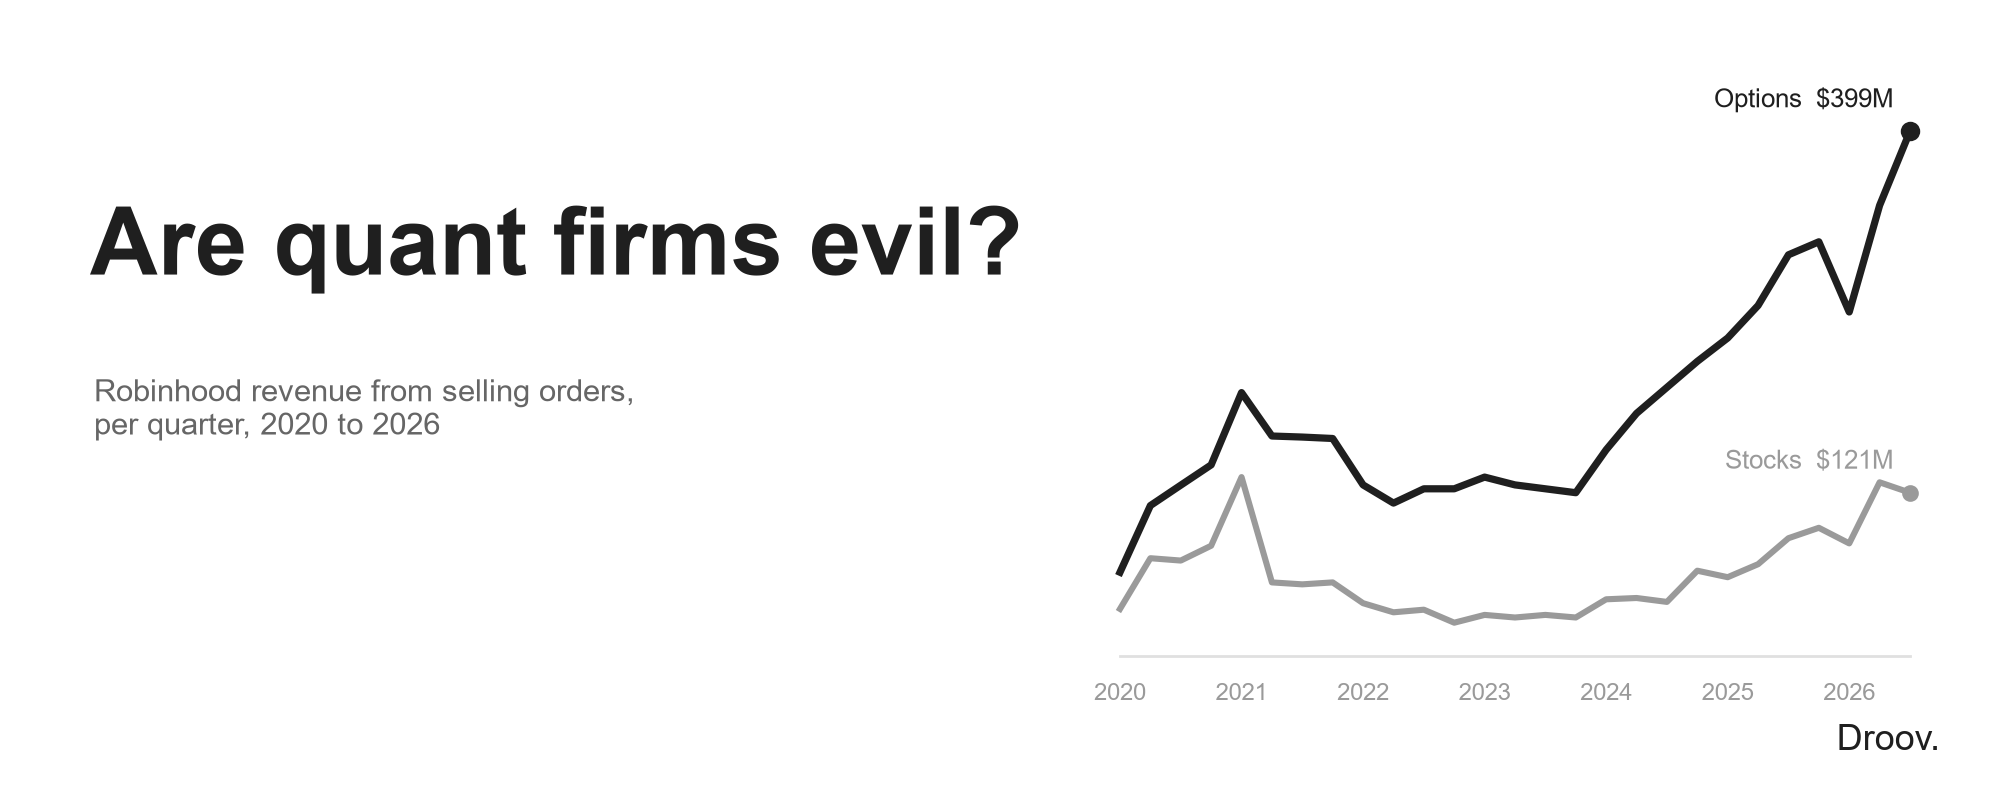 Are quant firms evil?
Robinhood revenue from selling orders,
per quarter, 2020 to 2026
Options $399M
Stocks $121M
2020 2021 2022 2023 2024 2025 2026
Droov.